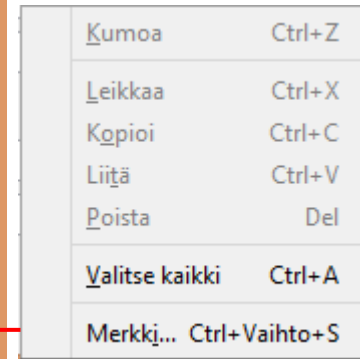 Kumoa Ctrl+Z
Leikkaa Ctrl+X
Kopioi Ctrl+C
Liitä Ctrl+V
Poista Del
Valitse kaikki Ctrl+A
Merkki... Ctrl+Vaihto+S